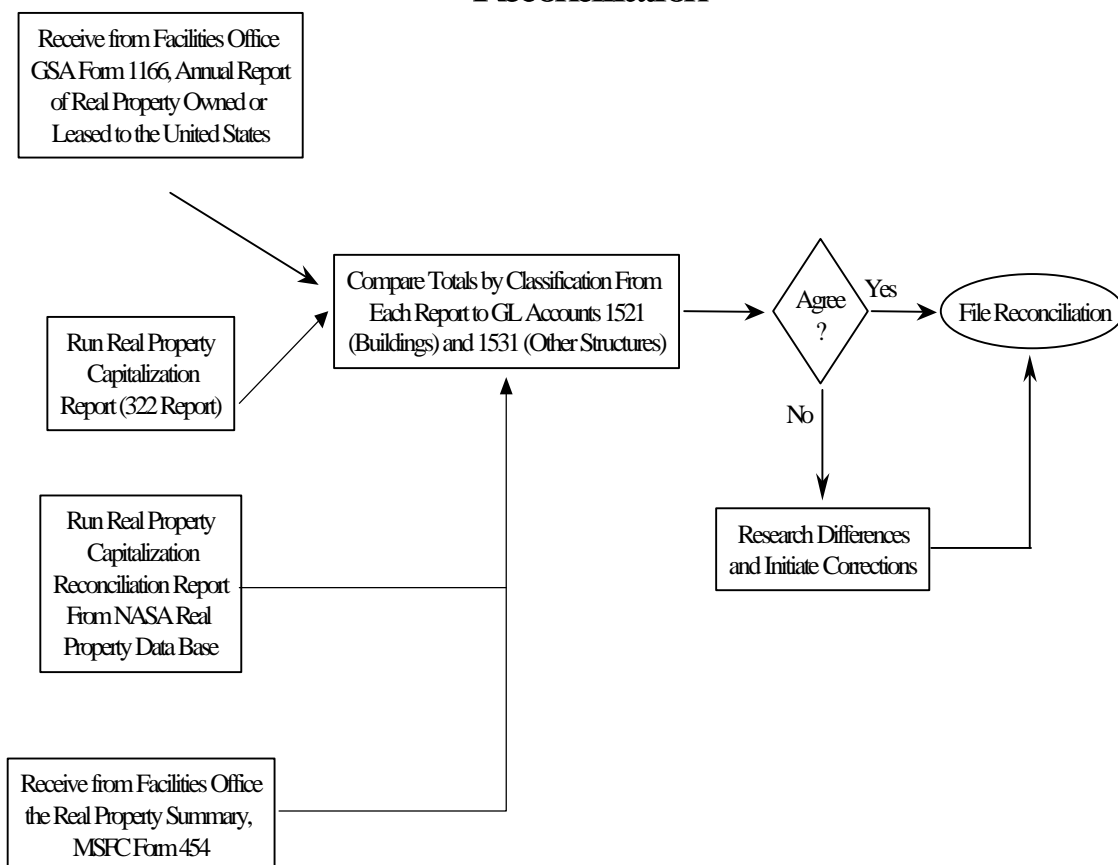 Reconciliation
Receive from Facilities Office
GSA Form 1166, Annual Report
of Real Property Owned or
Leased to the United States
Compare Totals by Classification From
Each Report to GL Accounts 1521
(Buildings) and 1531 (Other Structures)
Agree
?
Yes
File Reconciliation
Run Real Property
Capitalization
Report (322 Report)
No
Run Real Property
Capitalization
Reconciliation Report
From NASA Real
Property Data Base
Research Differences
and Initiate Corrections
Receive from Facilities Office
the Real Property Summary,
MSFC Form 454